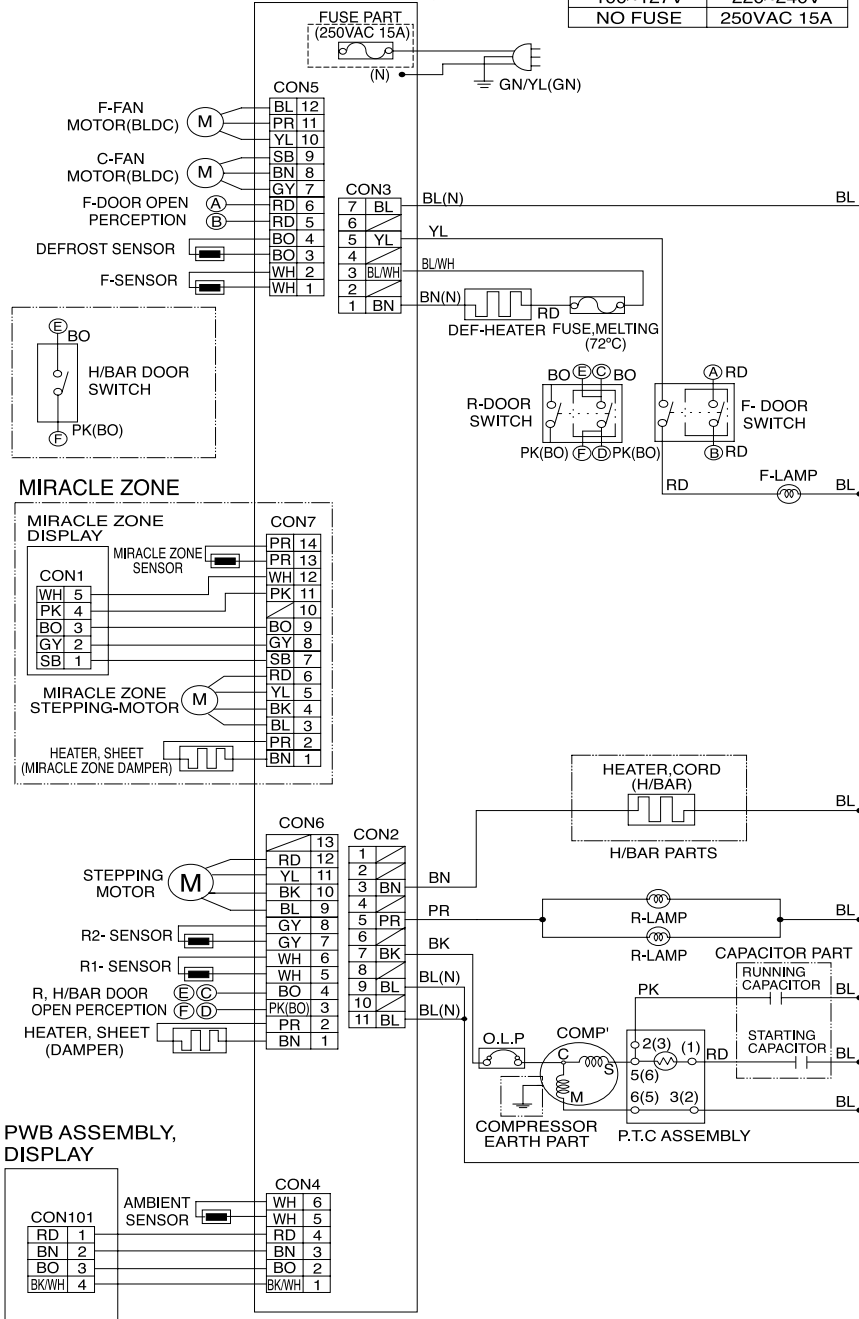 100~127V 220~240V
NO FUSE 250VAC 15A
FUSE PART
(250VAC 15A)
(N)
GN/YL(GN)
CON5
BL 12
PR 11
YL 10
SB 9
BN 8
GY 7
RD 6
RD 5
BO 4
BO 3
WH 2
WH 1
F-FAN
MOTOR(BLDC)
M
C-FAN
MOTOR(BLDC)
M
F-DOOR OPEN
PERCEPTION
A
B
DEFROST SENSOR
F-SENSOR
CON3
7 BL
6
5 YL
4
3 BL/WH
2
1 BN
BL(N)
BL
YL
BL/WH
BN(N)
RD
DEF-HEATER
FUSE,MELTING
(72°C)
E
BO
H/BAR DOOR
SWITCH
F
PK(BO)
BO E C BO
R-DOOR
SWITCH
PK(BO) F D PK(BO)
A RD
F- DOOR
SWITCH
B RD
RD
F-LAMP
BL
MIRACLE ZONE
MIRACLE ZONE
DISPLAY
CON1
WH 5
PK 4
BO 3
GY 2
SB 1
MIRACLE ZONE
SENSOR
CON7
PR 14
PR 13
WH 12
PK 11
10
BO 9
GY 8
SB 7
RD 6
YL 5
BK 4
BL 3
PR 2
BN 1
MIRACLE ZONE
STEPPING-MOTOR
M
HEATER, SHEET
(MIRACLE ZONE DAMPER)
HEATER,CORD
(H/BAR)
BL
H/BAR PARTS
CON6
13
RD 12
YL 11
BK 10
BL 9
GY 8
GY 7
WH 6
WH 5
BO 4
PK(BO) 3
PR 2
BN 1
STEPPING
MOTOR
M
R2- SENSOR
R1- SENSOR
R, H/BAR DOOR
OPEN PERCEPTION
E C
F D
HEATER, SHEET
(DAMPER)
CON2
1
2
3 BN
4
5 PR
6
7 BK
8
9 BL
10
11 BL
BN
PR
BK
BL(N)
BL(N)
R-LAMP
R-LAMP
BL
CAPACITOR PART
RUNNING
CAPACITOR
BL
PK
STARTING
CAPACITOR
BL
O.L.P
COMP'
C
S
M
2(3)
(1)
RD
5(6)
6(5)
3(2)
BL
COMPRESSOR
EARTH PART
P.T.C ASSEMBLY
PWB ASSEMBLY,
DISPLAY
CON101
RD 1
BN 2
BO 3
BK/WH 4
AMBIENT
SENSOR
CON4
WH 6
WH 5
RD 4
BN 3
BO 2
BK/WH 1